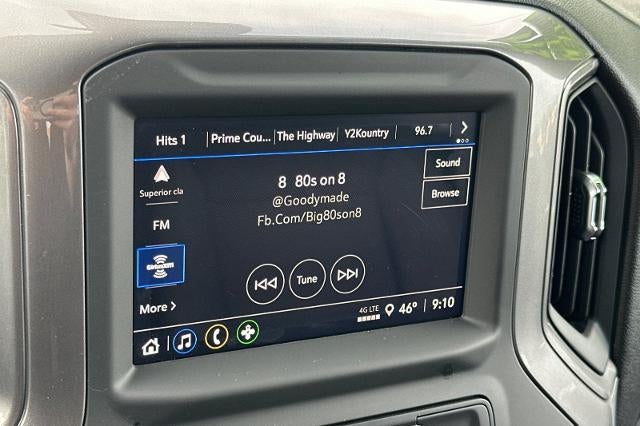 Hits 1 Prime Cou... The Highway Y2Kountry 96.7
Superior cla
8 80s on 8
Sound
@Goodymade
Browse
Fb.Com/Big80son8
FM
SiriusXM
Tune
More
4G LTE 46° 9:10